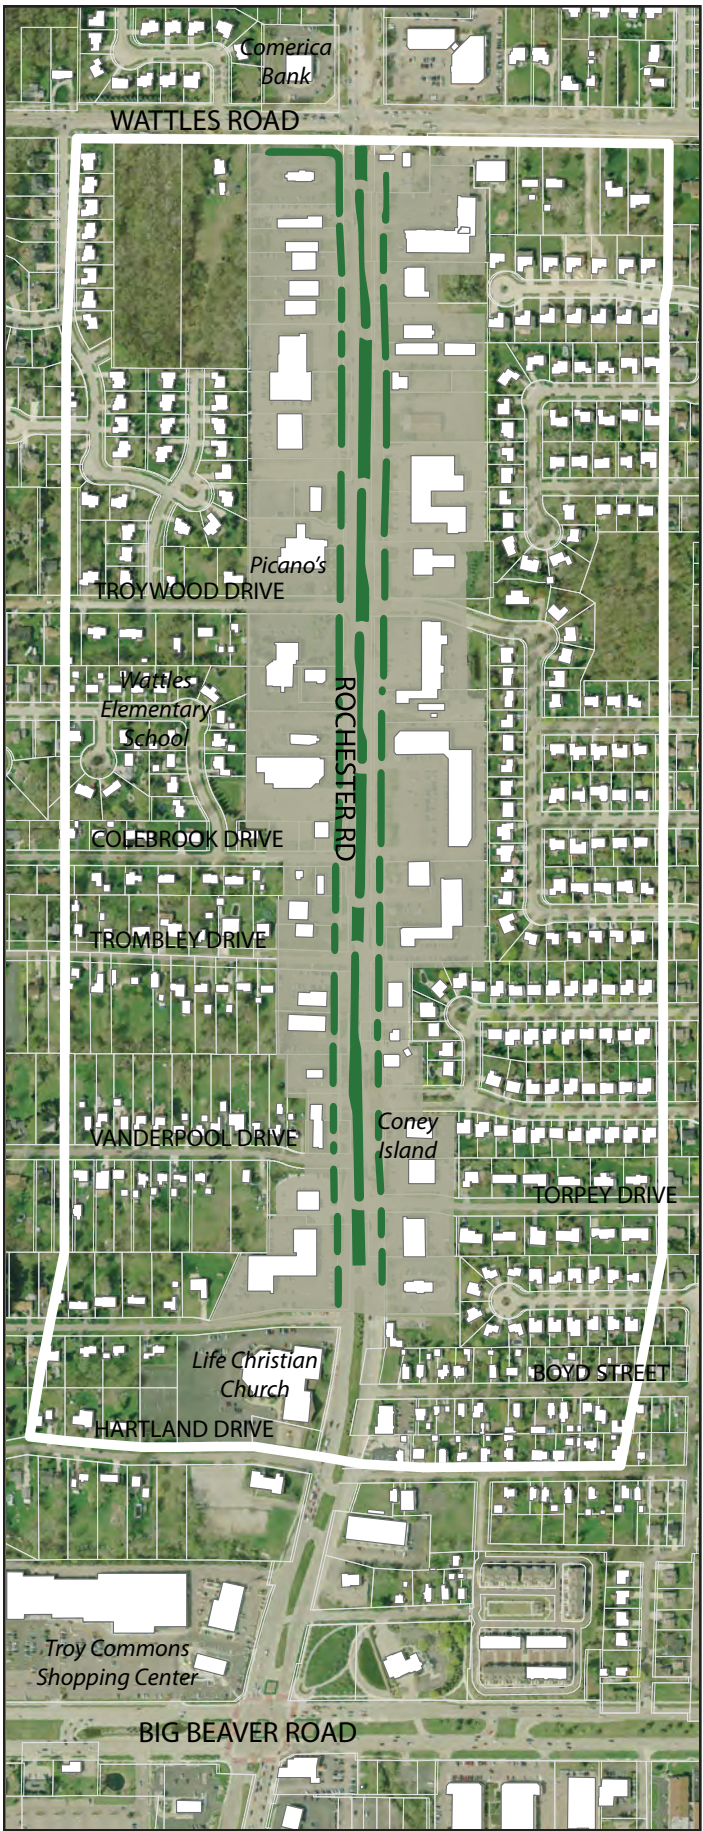 Comerica
Bank
WATTLES ROAD
Picano's
TROYWOOD DRIVE
Wattles
Elementary
School
ROCHESTER RD
COLEBROOK DRIVE
TROMBLEY DRIVE
Coney
Island
VANDERPOOL DRIVE
TORPEY DRIVE
Life Christian
Church
BOYD STREET
HARTLAND DRIVE
Troy Commons
Shopping Center
BIG BEAVER ROAD